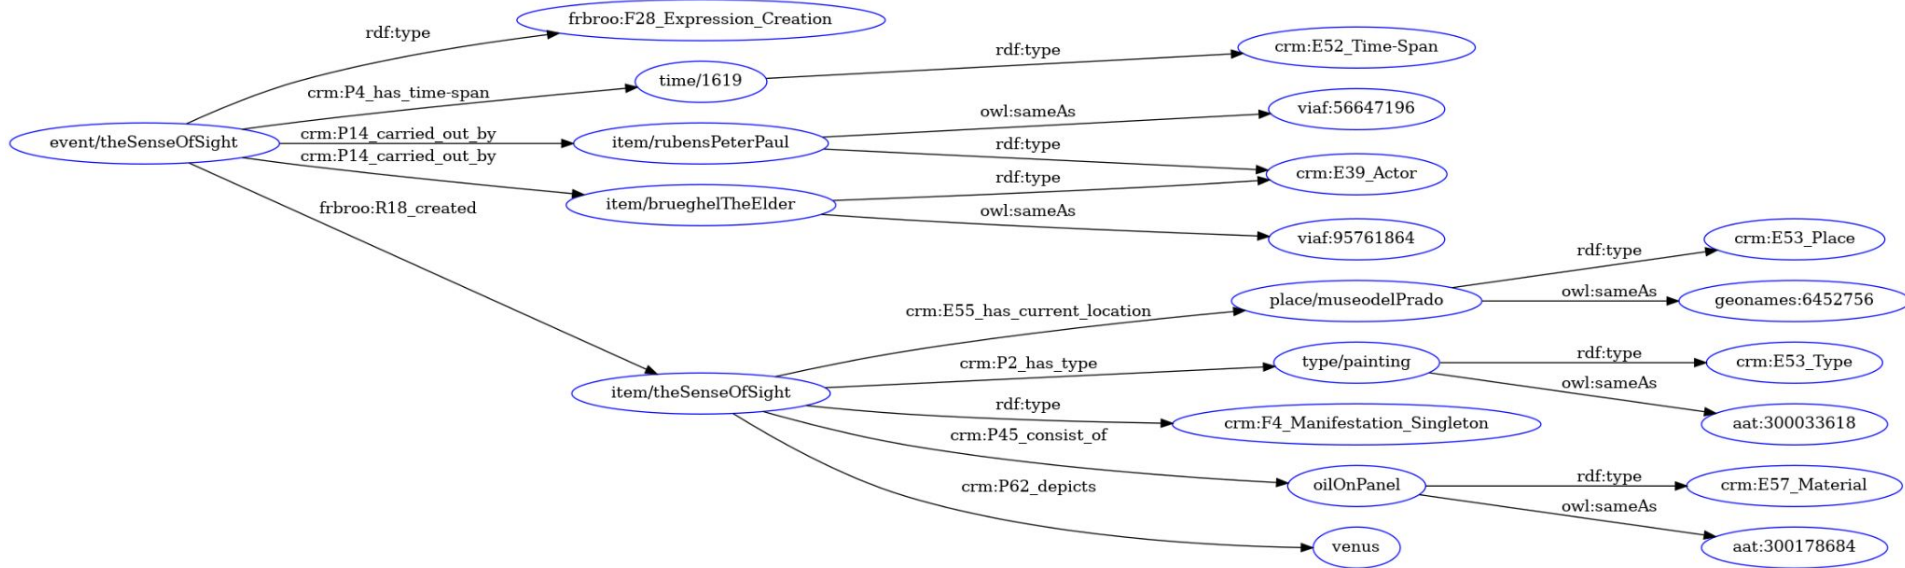 frbroo:F28_Expression_Creation
rdf:type
crm:E52_Time-Span
rdf:type
time/1619
crm:P4_has_time-span
viaf:56647196
owl:sameAs
event/theSenseOfSight
crm:P14_carried_out_by
item/rubensPeterPaul
rdf:type
crm:P14_carried_out_by
crm:E39_Actor
rdf:type
item/brueghelTheElder
frbroo:R18_created
owl:sameAs
viaf:95761864
crm:E53_Place
rdf:type
place/museodelPrado
owl:sameAs
geonames:6452756
crm:E55_has_current_location
crm:P2_has_type
type/painting
rdf:type
crm:E53_Type
owl:sameAs
item/theSenseOfSight
rdf:type
crm:F4_Manifestation_Singleton
aat:300033618
crm:P45_consist_of
rdf:type
crm:P62_depicts
oilOnPanel
crm:E57_Material
owl:sameAs
venus
aat:300178684